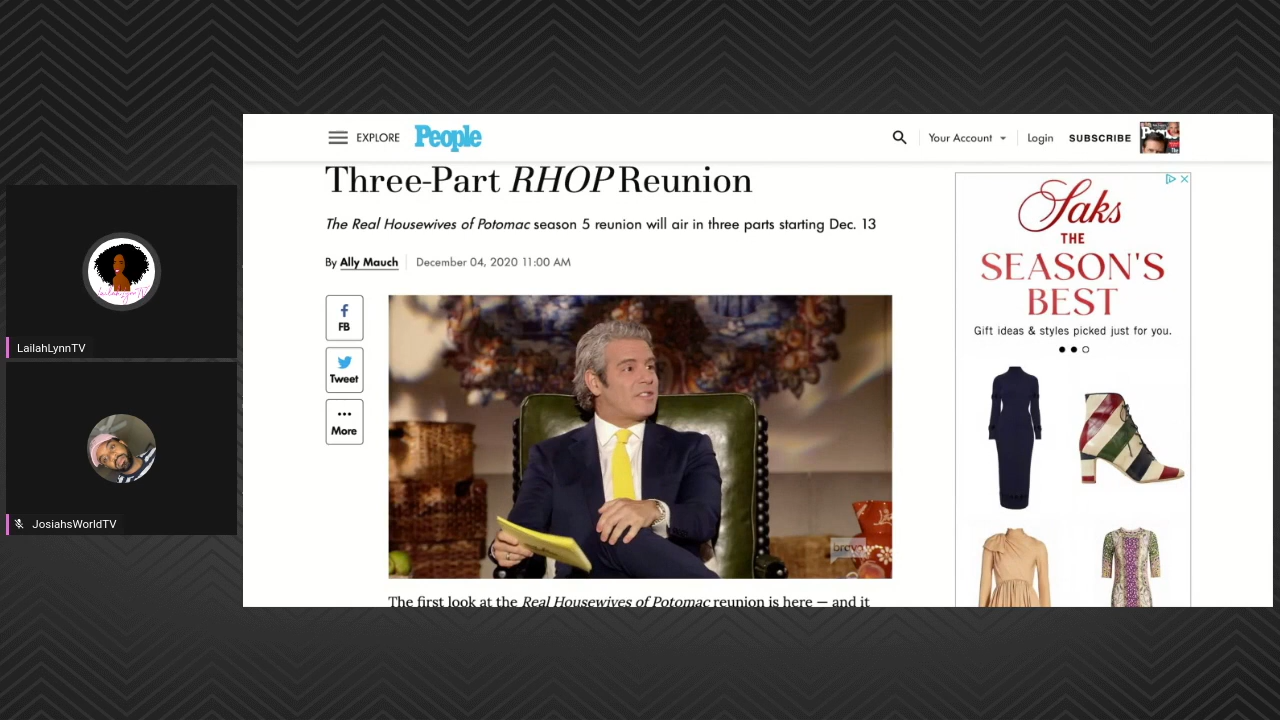 EXPLORE People Your Account Login SUBSCRIBE
Three-Part RHOP Reunion
The Real Housewives of Potomac season 5 reunion will air in three parts starting Dec. 13
By Ally Mauch December 04, 2020 11:00 AM
FB
Tweet
More
bravo
The first look at the Real Housewives of Potomac reunion is here — and it
Saks
THE
SEASON'S
BEST
Gift ideas & styles picked just for you.
LailahLynnTV
JosiahsWorldTV